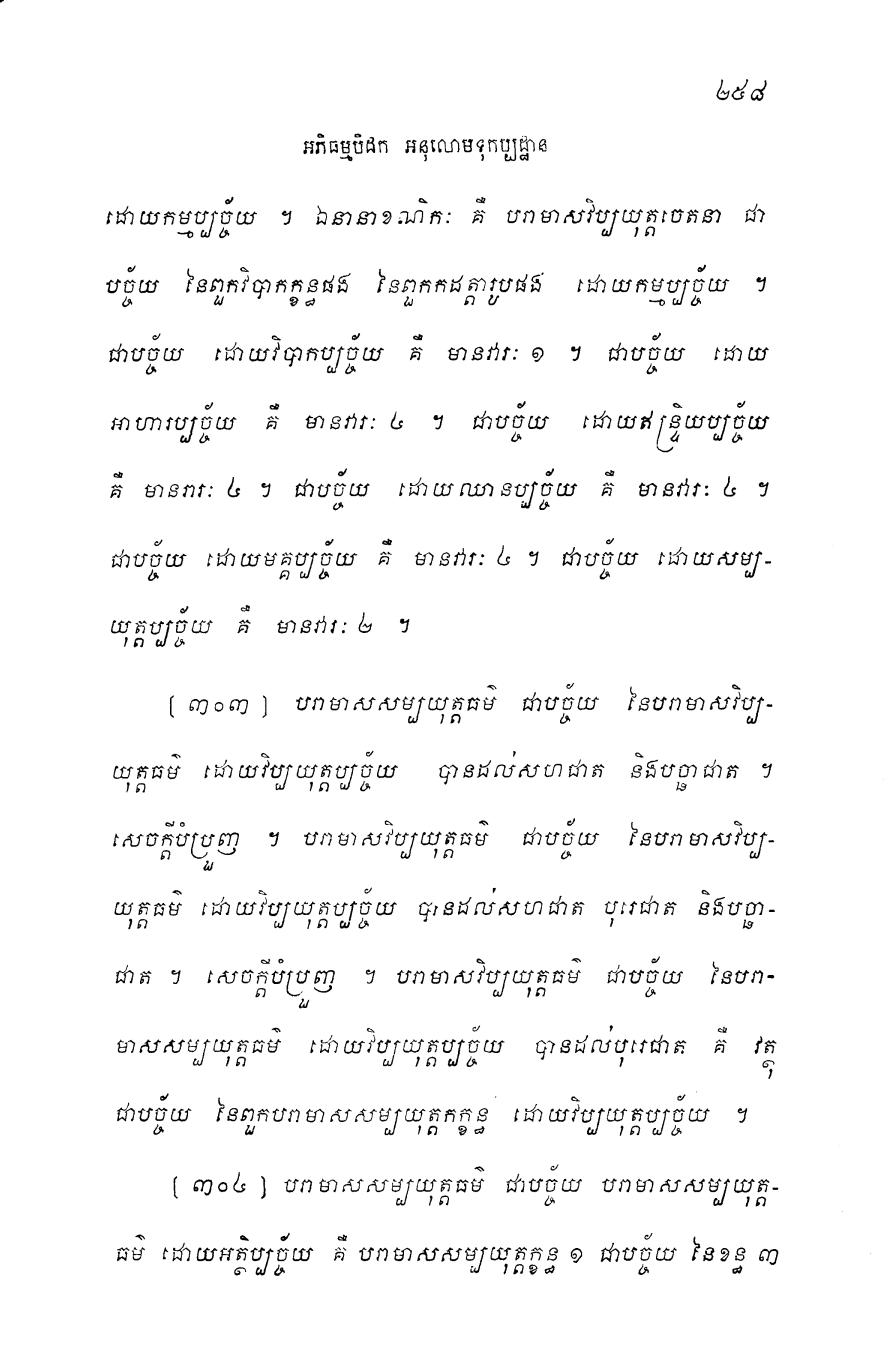 ២៥៨
អភិធម្មបិដក អនុលោមទុកប្បដ្ឋាន
ដោយកម្មប្បច្ច័យ ។ ឯនានាខណិកៈ គឺ បរាមាសវិប្បយុត្តចេតនា ជា
បច្ច័យ នៃពួកវិបាកក្ខន្ធផង នៃពួកកដត្តារូបផង ដោយកម្មប្បច្ច័យ ។
ជាបច្ច័យ ដោយវិបាកប្បច្ច័យ គឺ មានវារៈ ១ ។ ជាបច្ច័យ ដោយ
អាហារប្បច្ច័យ គឺ មានវារៈ ៤ ។ ជាបច្ច័យ ដោយឥន្ទ្រិយប្បច្ច័យ
គឺ មានវារៈ ៤ ។ ជាបច្ច័យ ដោយឈានប្បច្ច័យ គឺ មានវារៈ ៤ ។
ជាបច្ច័យ ដោយមគ្គប្បច្ច័យ គឺ មានវារៈ ៤ ។ ជាបច្ច័យ ដោយសម្ប-
យុត្តប្បច្ច័យ គឺ មានវារៈ ២ ។
[ ៣០៣ ] បរាមាសសម្បយុត្តធម៌ ជាបច្ច័យ នៃបរាមាសវិប្ប-
យុត្តធម៌ ដោយវិប្បយុត្តប្បច្ច័យ បានដល់សហជាត និងបច្ឆាជាត ។
សេចក្តីបំប្រួញ ។ បរាមាសវិប្បយុត្តធម៌ ជាបច្ច័យ នៃបរាមាសវិប្ប-
យុត្តធម៌ ដោយវិប្បយុត្តប្បច្ច័យ បានដល់សហជាត បុរេជាត និងបច្ឆា-
ជាត ។ សេចក្តីបំប្រួញ ។ បរាមាសវិប្បយុត្តធម៌ ជាបច្ច័យ នៃបរា-
មាសសម្បយុត្តធម៌ ដោយវិប្បយុត្តប្បច្ច័យ បានដល់បុរេជាត គឺ វត្ថុ
ជាបច្ច័យ នៃពួកបរាមាសសម្បយុត្តកក្ខន្ធ ដោយវិប្បយុត្តប្បច្ច័យ ។
[ ៣០៤ ] បរាមាសសម្បយុត្តធម៌ ជាបច្ច័យ បរាមាសសម្បយុត្ត-
ធម៌ ដោយអត្ថិប្បច្ច័យ គឺ បរាមាសសម្បយុត្តក្ខន្ធ ១ ជាបច្ច័យ នៃខន្ធ ៣